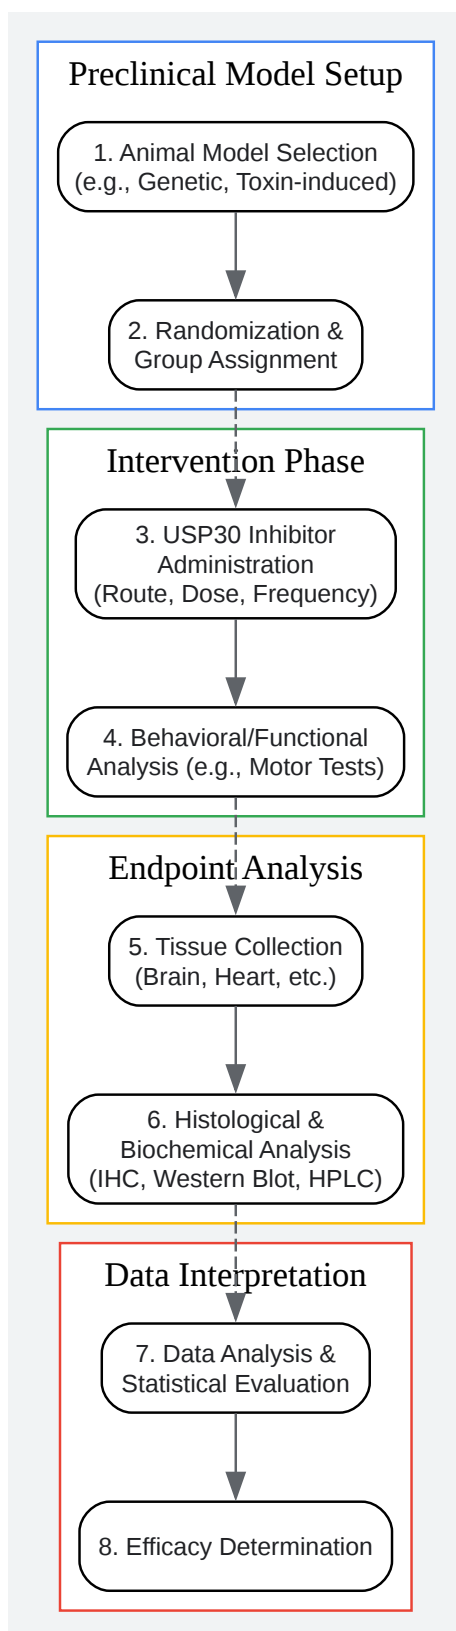 Preclinical Model Setup
1. Animal Model Selection
(e.g., Genetic, Toxin-induced)
2. Randomization &
Group Assignment
Intervention Phase
3. USP30 Inhibitor
Administration
(Route, Dose, Frequency)
4. Behavioral/Functional
Analysis (e.g., Motor Tests)
Endpoint Analysis
5. Tissue Collection
(Brain, Heart, etc.)
6. Histological &
Biochemical Analysis
(IHC, Western Blot, HPLC)
Data Interpretation
7. Data Analysis &
Statistical Evaluation
8. Efficacy Determination